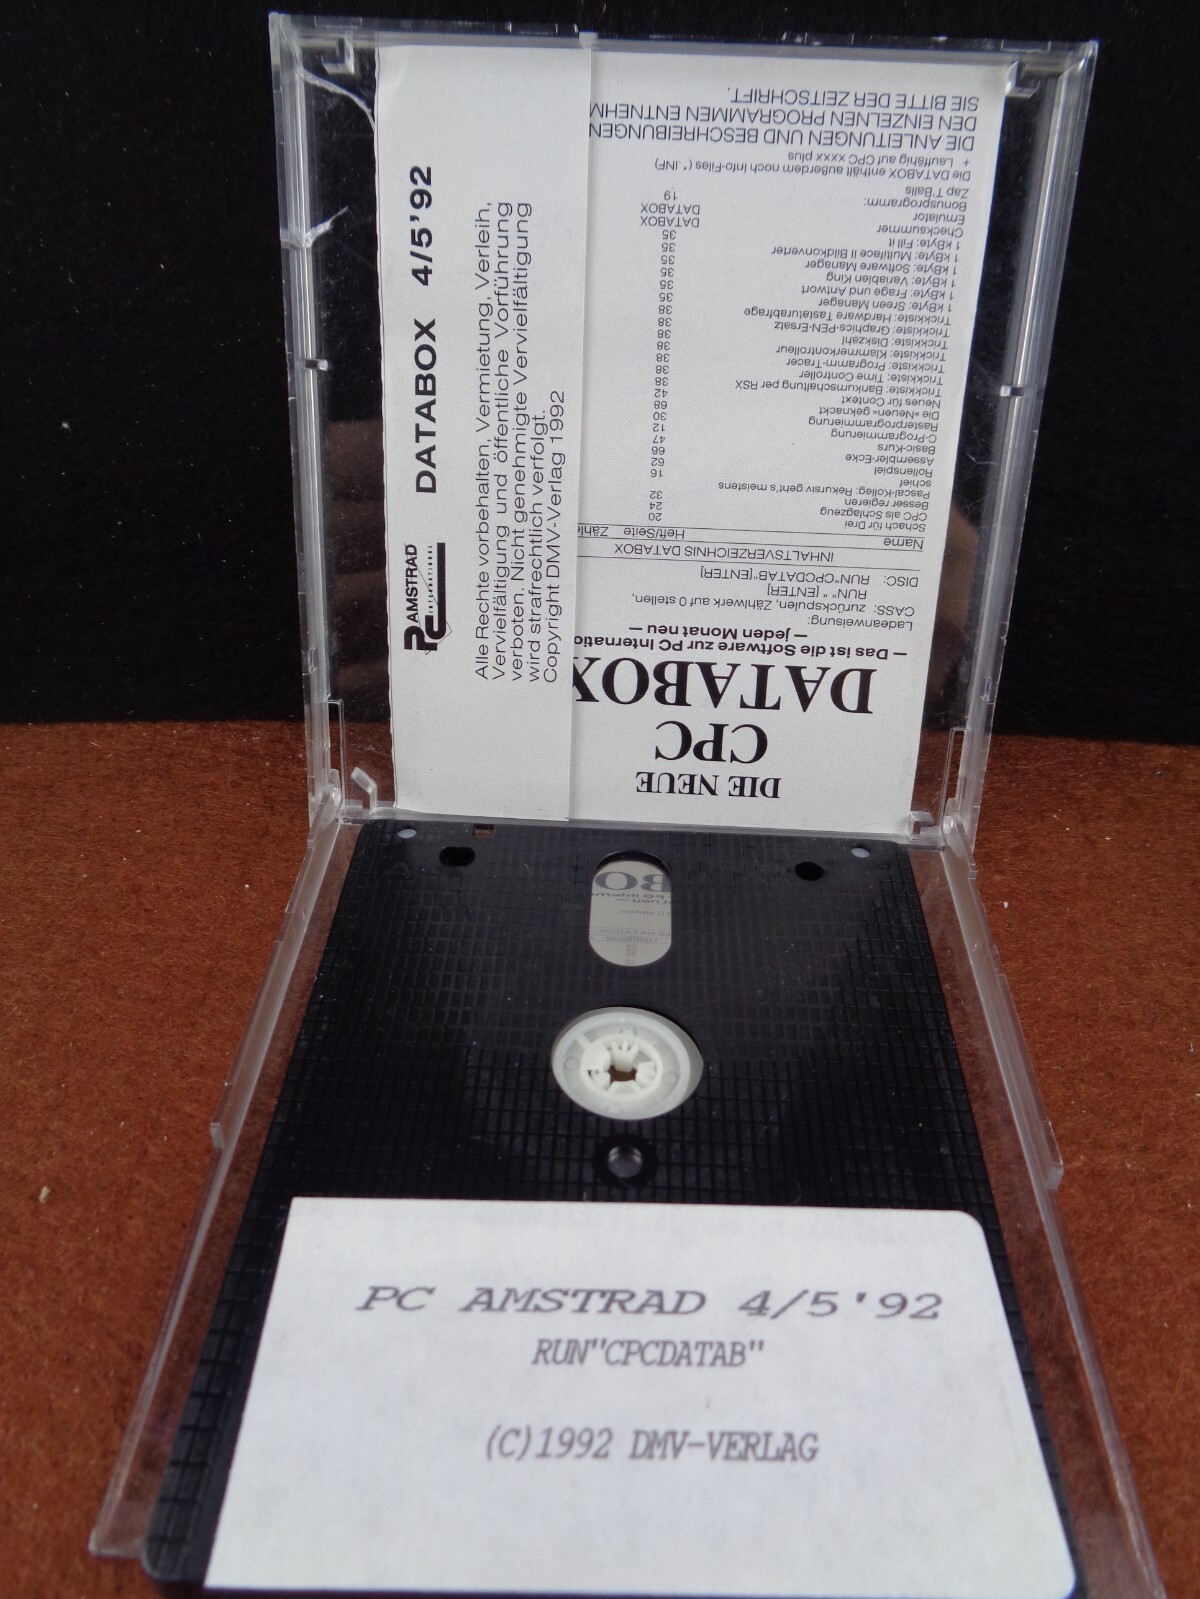 PC AMSTRAD
INTERNATIONAL
DATABOX 4/5'92
Alle Rechte vorbehalten, Vermietung, Verleih,
Vervielfältigung und öffentliche Vorführung
verboten. Nicht genehmigte Vervielfältigung
wird strafrechtlich verfolgt.
Copyright DMV-Verlag 1992
DIE NEUE
CPC
DATABOX
— Das ist die Software zur PC Internatio
— jeden Monat neu —
Ladeanweisung:
CASS: zurückspulen, Zählwerk auf 0 stellen,
RUN" " [ENTER]
DISC: RUN"CPCDATAB"[ENTER]
INHALTSVERZEICHNIS DATABOX
Name Heft/Seite Zähle
Schach für Drei 20
CPC als Schlagzeug 24
Besser regieren 32
Pascal-Kolleg: Rekursiv geht's meistens
schief 16
Rollenspiel 62
Assembler-Ecke 66
Basic-Kurs 47
C-Programmierung 12
Rasterprogrammierung 30
Die »Neuen« geknackt 68
Neues für Context 42
Trickkiste: Bankumschaltung per RSX 38
Trickkiste: Time Controller 38
Trickkiste: Programm-Tracer 38
Trickkiste: Klammerkontrolleur 38
Trickkiste: Diskzahl 38
Trickkiste: Graphics-PEN-Ersatz 38
Trickkiste: Hardware Tastaturabfrage 38
1 kByte: Sreen Manager 35
1 kByte: Frage und Antwort 35
1 kByte: Variablen King 35
1 kByte: Software Manager 35
1 kByte: Multiface II Bildkonverter 35
1 kByte: Fill it 35
Checksummer DATABOX
Emulator DATABOX
Bonusprogramm:
Zap T'Balls 19
Die DATABOX enthält außerdem noch Info-Files (*.INF)
+ Lauffähig auf CPC xxxx plus
DIE ANLEITUNGEN UND BESCHREIBUNGEN
DEN EINZELNEN PROGRAMMEN ENTNEHM
SIE BITTE DER ZEITSCHRIFT.
PC AMSTRAD 4/5'92
RUN"CPCDATAB"
(C)1992 DMV-VERLAG